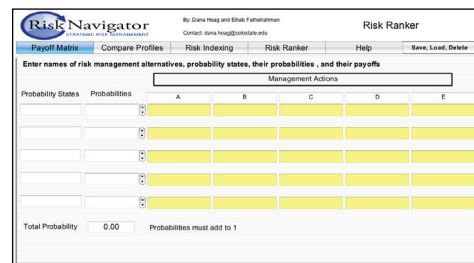 Risk Navigator
STRATEGIC RISK MANAGEMENT
By: Dana Hoag and Eihab Fathelrahman
Contact: dana.hoag@colostate.edu
Risk Ranker
Payoff Matrix Compare Profiles Risk Indexing Risk Ranker Help Save, Load, Delete
Enter names of risk management alternatives, probability states, their probabilities , and their payoffs
Management Actions
Probability States Probabilities A B C D E
Total Probability 0.00 Probabilities must add to 1